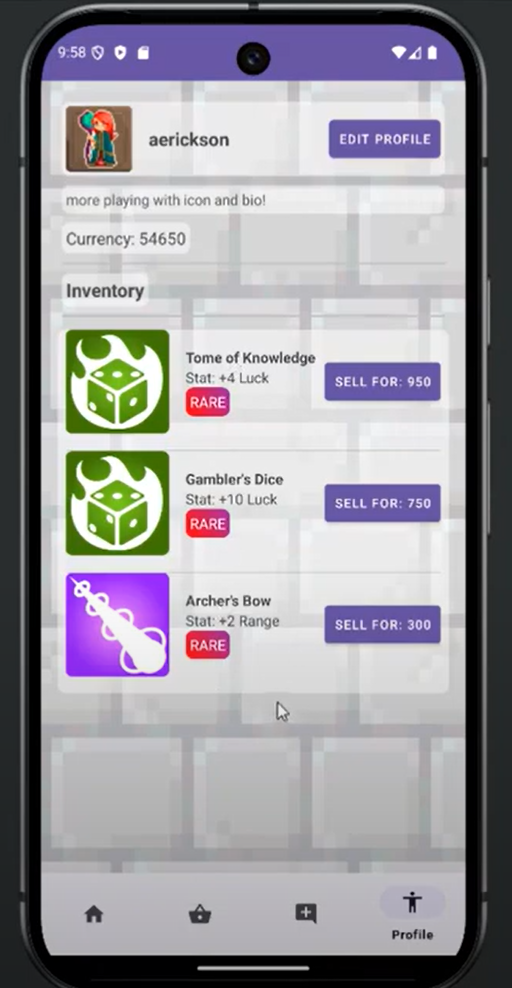 9:58
aerickson
EDIT PROFILE
more playing with icon and bio!
Currency: 54650
Inventory
Tome of Knowledge
Stat: +4 Luck
RARE
SELL FOR: 950
Gambler's Dice
Stat: +10 Luck
RARE
SELL FOR: 750
Archer's Bow
Stat: +2 Range
RARE
SELL FOR: 300
Profile